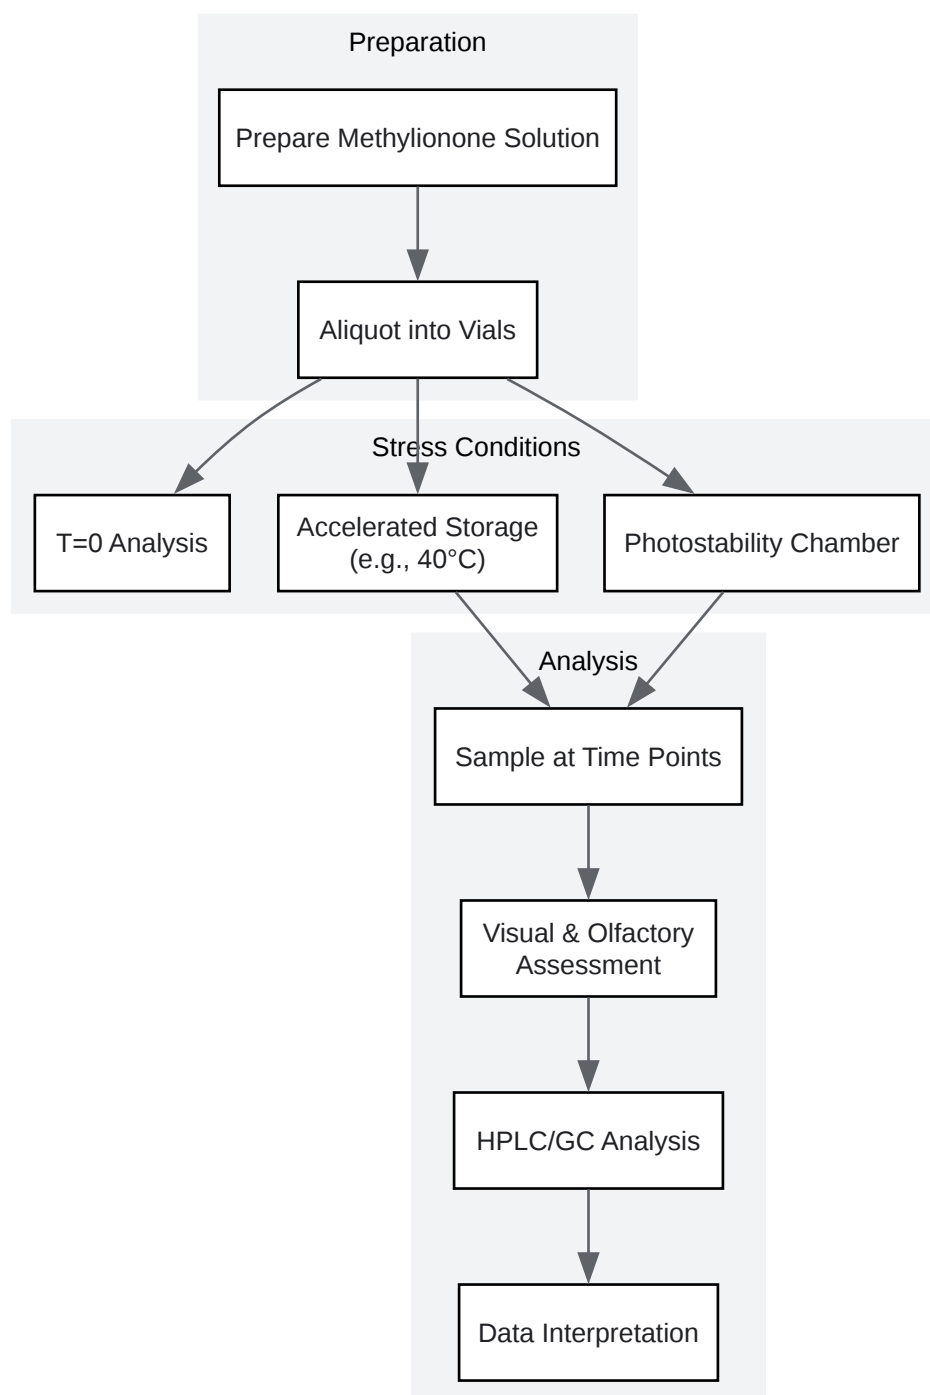 Preparation
Prepare Methylionone Solution
Aliquot into Vials
Stress Conditions
T=0 Analysis
Accelerated Storage
(e.g., 40°C)
Photostability Chamber
Analysis
Sample at Time Points
Visual & Olfactory
Assessment
HPLC/GC Analysis
Data Interpretation